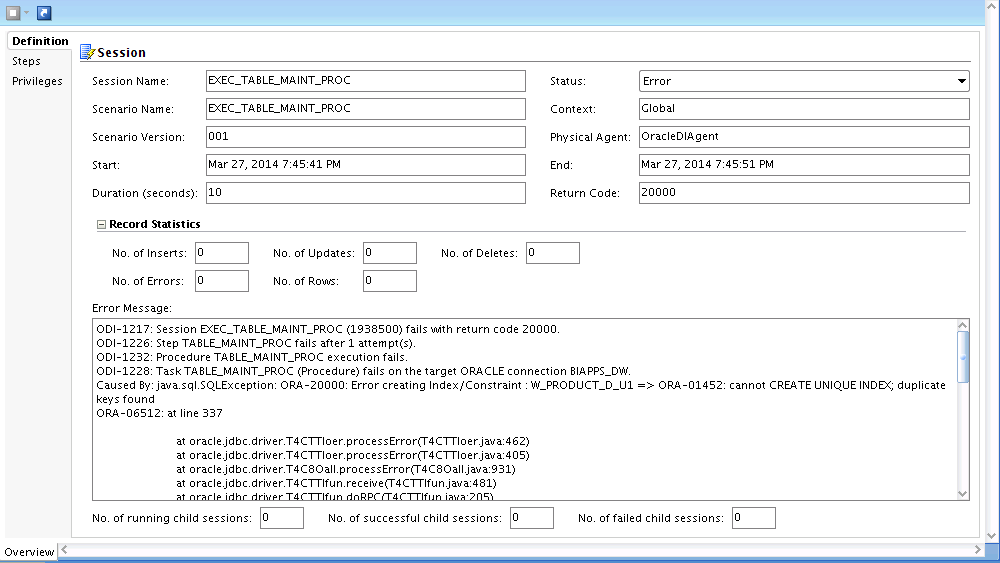 Definition
Steps
Privileges
Session
Session Name: EXEC_TABLE_MAINT_PROC Status: Error
Scenario Name: EXEC_TABLE_MAINT_PROC Context: Global
Scenario Version: 001 Physical Agent: OracleDIAgent
Start: Mar 27, 2014 7:45:41 PM End: Mar 27, 2014 7:45:51 PM
Duration (seconds): 10 Return Code: 20000
Record Statistics
No. of Inserts: 0 No. of Updates: 0 No. of Deletes: 0
No. of Errors: 0 No. of Rows: 0
Error Message:
ODI-1217: Session EXEC_TABLE_MAINT_PROC (1938500) fails with return code 20000.
ODI-1226: Step TABLE_MAINT_PROC fails after 1 attempt(s).
ODI-1232: Procedure TABLE_MAINT_PROC execution fails.
ODI-1228: Task TABLE_MAINT_PROC (Procedure) fails on the target ORACLE connection BIAPPS_DW.
Caused By: java.sql.SQLException: ORA-20000: Error creating Index/Constraint : W_PRODUCT_D_U1 => ORA-01452: cannot CREATE UNIQUE INDEX; duplicate
keys found
ORA-06512: at line 337
at oracle.jdbc.driver.T4CTTIoer.processError(T4CTTIoer.java:462)
at oracle.jdbc.driver.T4CTTIoer.processError(T4CTTIoer.java:405)
at oracle.jdbc.driver.T4C8Oall.processError(T4C8Oall.java:931)
at oracle.jdbc.driver.T4CTTIfun.receive(T4CTTIfun.java:481)
at oracle.jdbc.driver.T4CTTIfun.doRPC(T4CTTIfun.java:205)
No. of running child sessions: 0 No. of successful child sessions: 0 No. of failed child sessions: 0
Overview